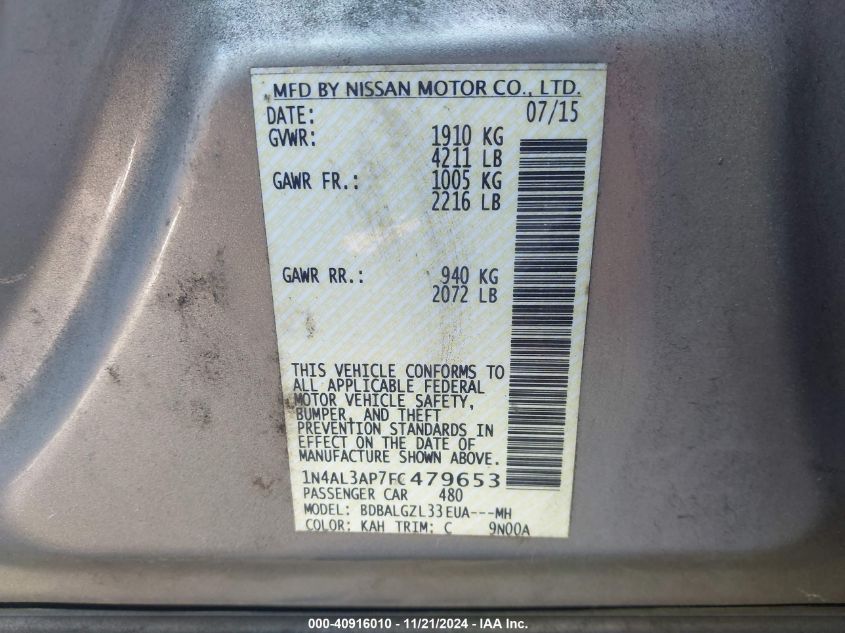 MFD BY NISSAN MOTOR CO., LTD.
DATE: 07/15
GVWR: 1910 KG
4211 LB
GAWR FR.: 1005 KG
2216 LB
GAWR RR.: 940 KG
2072 LB
THIS VEHICLE CONFORMS TO
ALL APPLICABLE FEDERAL
MOTOR VEHICLE SAFETY,
BUMPER, AND THEFT
PREVENTION STANDARDS IN
EFFECT ON THE DATE OF
MANUFACTURE SHOWN ABOVE.
1N4AL3AP7FC479653
PASSENGER CAR 480
MODEL: BDBALGZL33EUA---MH
COLOR: KAH TRIM: C 9N00A
000-40916010 - 11/21/2024 - IAA Inc.